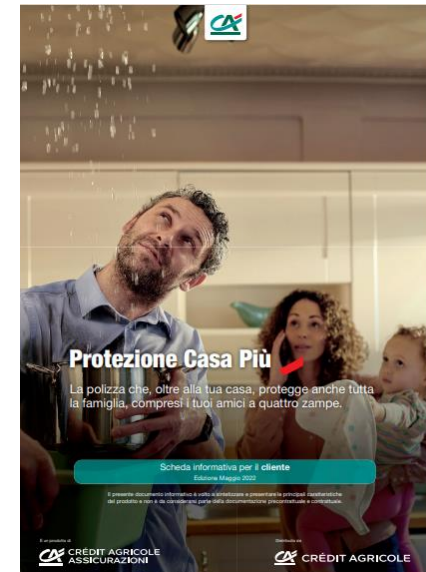 CA
Protezione Casa Più
La polizza che, oltre alla tua casa, protegge anche tutta
la famiglia, compresi i tuoi amici a quattro zampe.
Scheda informativa per il cliente
Edizione Maggio 2022
Il presente documento informativo è volto a sintetizzare e presentare le principali caratteristiche
del prodotto e non è da considerarsi parte della documentazione precontrattuale e contrattuale.
È un prodotto di
Distribuito da
CA CRÉDIT AGRICOLE
ASSICURAZIONI
CA CRÉDIT AGRICOLE